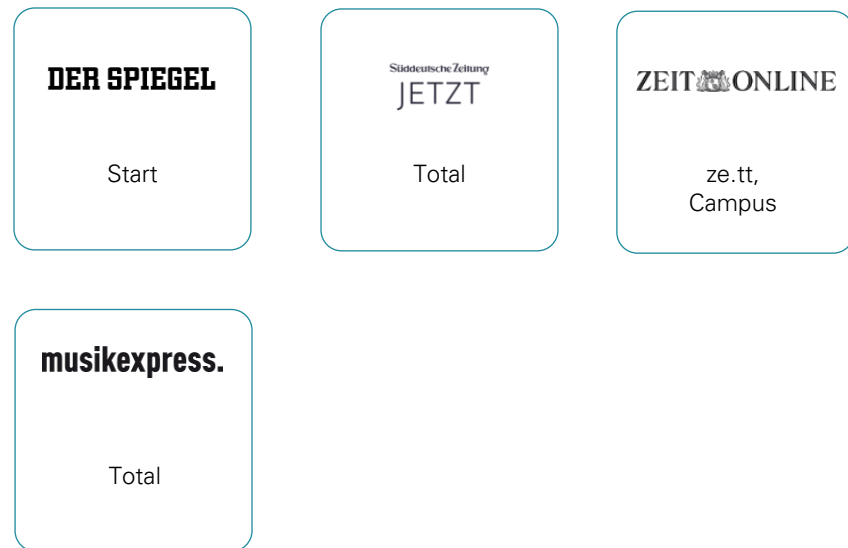 DER SPIEGEL
Start
Süddeutsche Zeitung
JETZT
Total
ZEIT ONLINE
ze.tt,
Campus
musikexpress.
Total